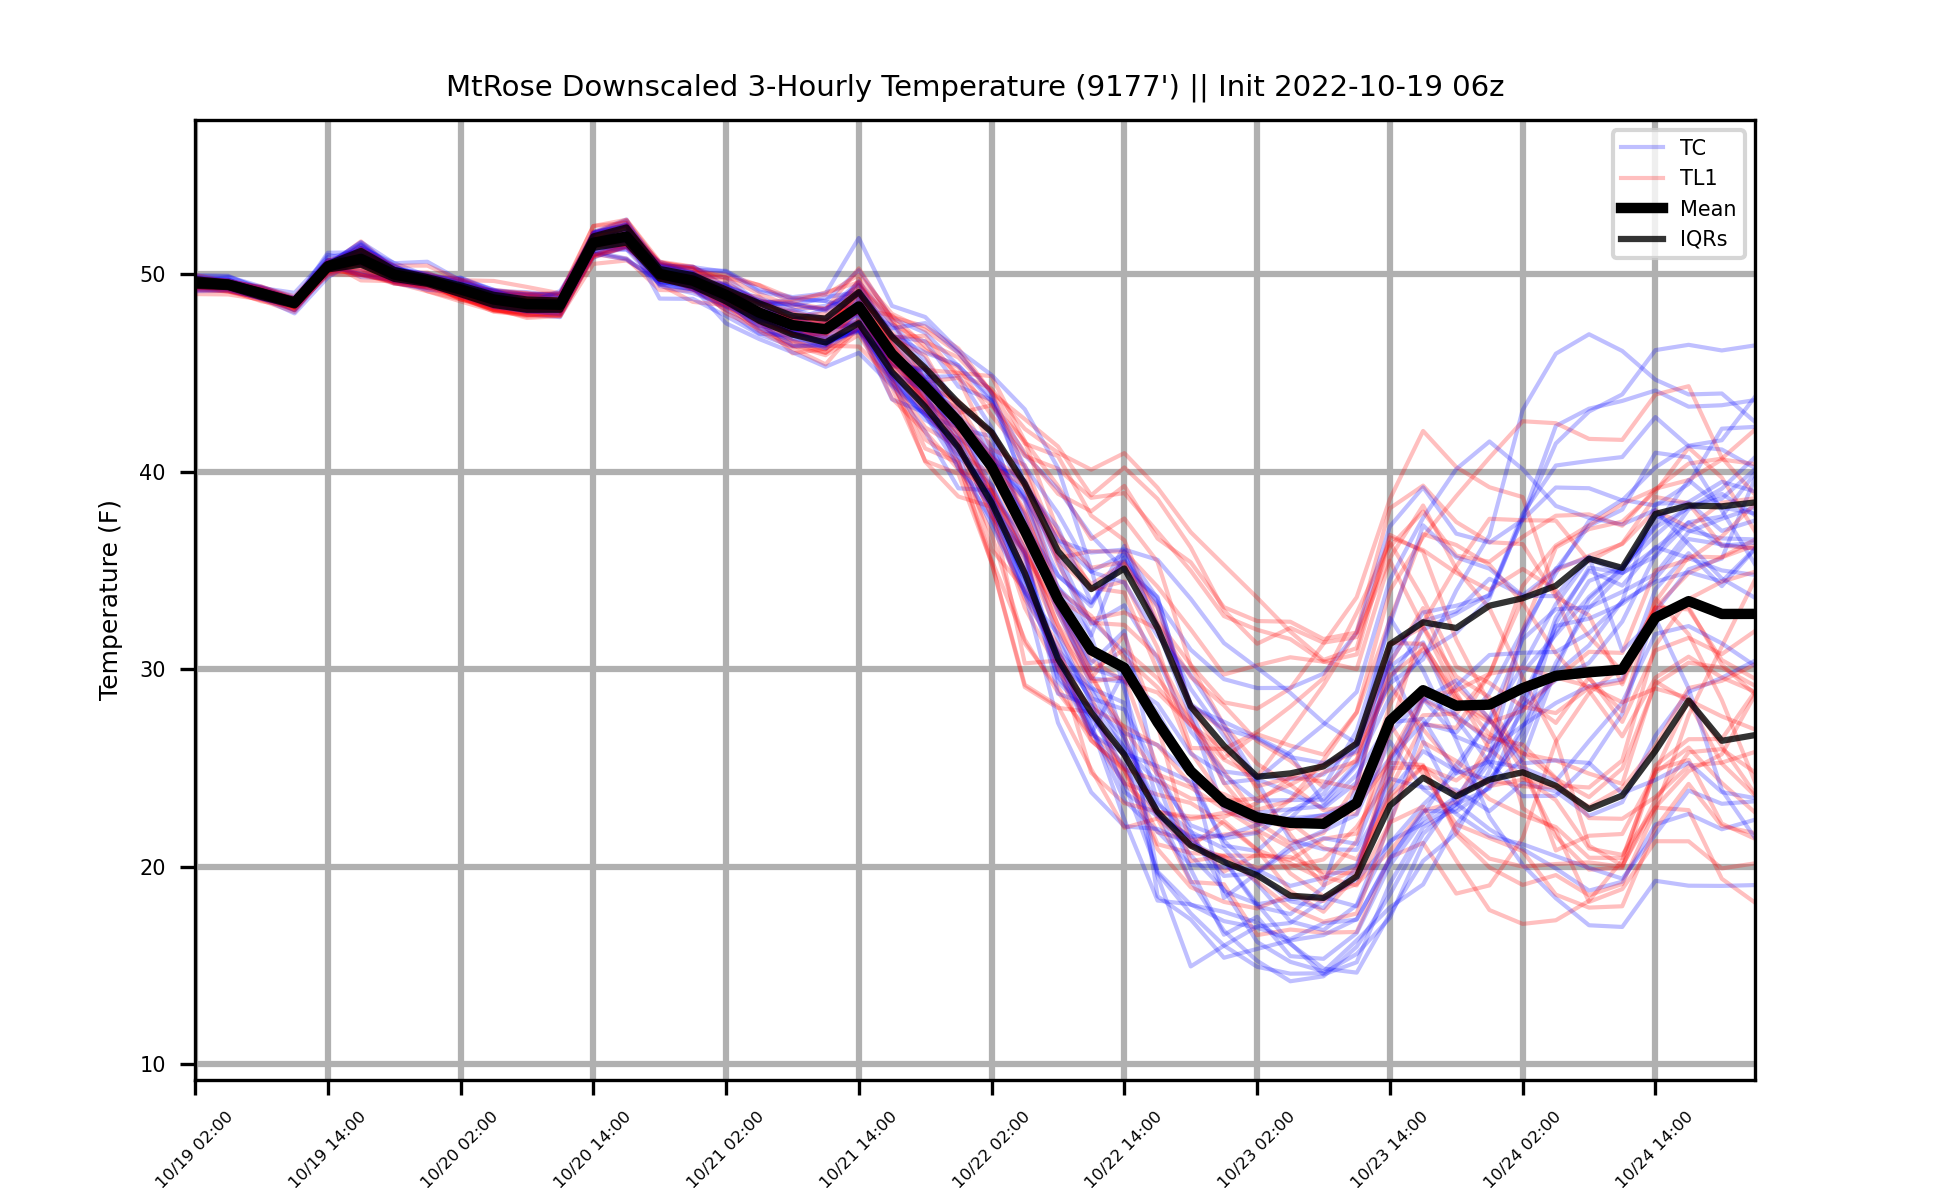 MtRose Downscaled 3-Hourly Temperature (9177') || Init 2022-10-19 06z
TC
TL1
Mean
IQRs
Temperature (F)
50
40
30
20
10
10/19 02:00
10/19 14:00
10/20 02:00
10/20 14:00
10/21 02:00
10/21 14:00
10/22 02:00
10/22 14:00
10/23 02:00
10/23 14:00
10/24 02:00
10/24 14:00